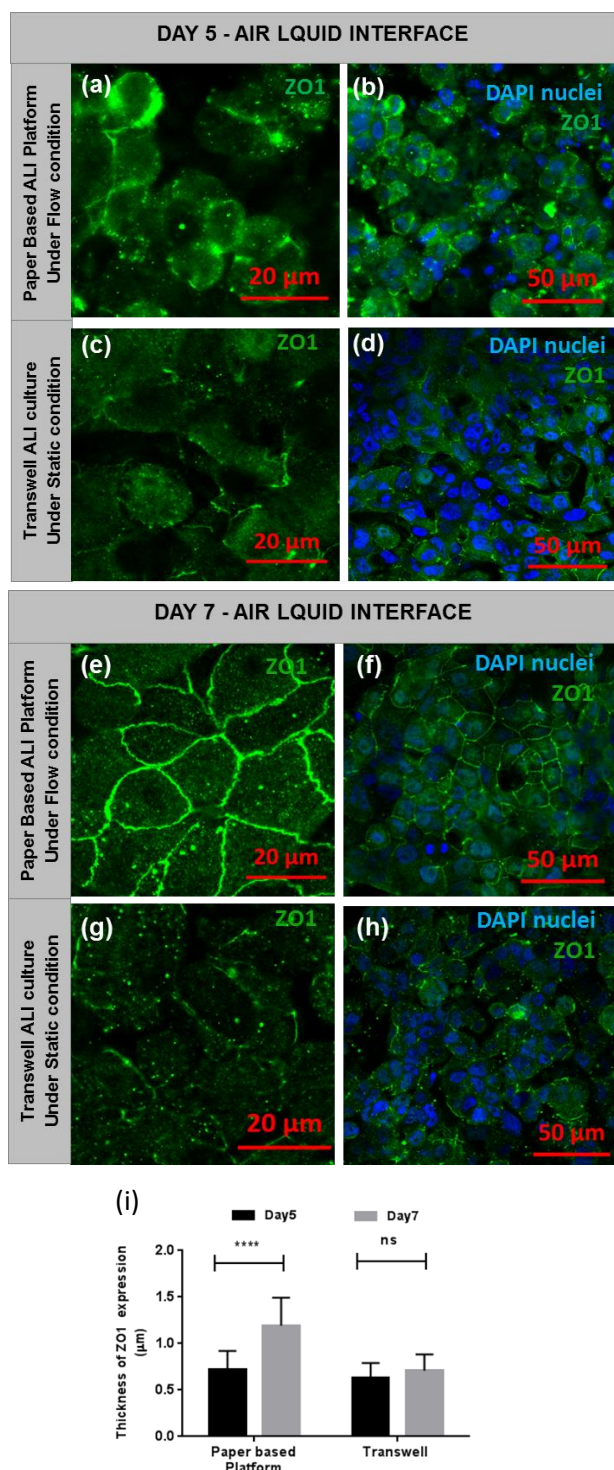 DAY 5 - AIR LQUID INTERFACE
Paper Based ALI Platform
Under Flow condition
(a)
ZO1
20 µm
(b)
DAPI nuclei
ZO1
50 µm
Transwell ALI culture
Under Static condition
(c)
ZO1
20 µm
(d)
DAPI nuclei
ZO1
50 µm
DAY 7 - AIR LQUID INTERFACE
Paper Based ALI Platform
Under Flow condition
(e)
ZO1
20 µm
(f)
DAPI nuclei
ZO1
50 µm
Transwell ALI culture
Under Static condition
(g)
ZO1
20 µm
(h)
DAPI nuclei
ZO1
50 µm
(i)
Day5 Day7
**** ns
Thickness of ZO1 expression
(µm)
2.0
1.5
1.0
0.5
0.0
Paper based
Platform
Transwell